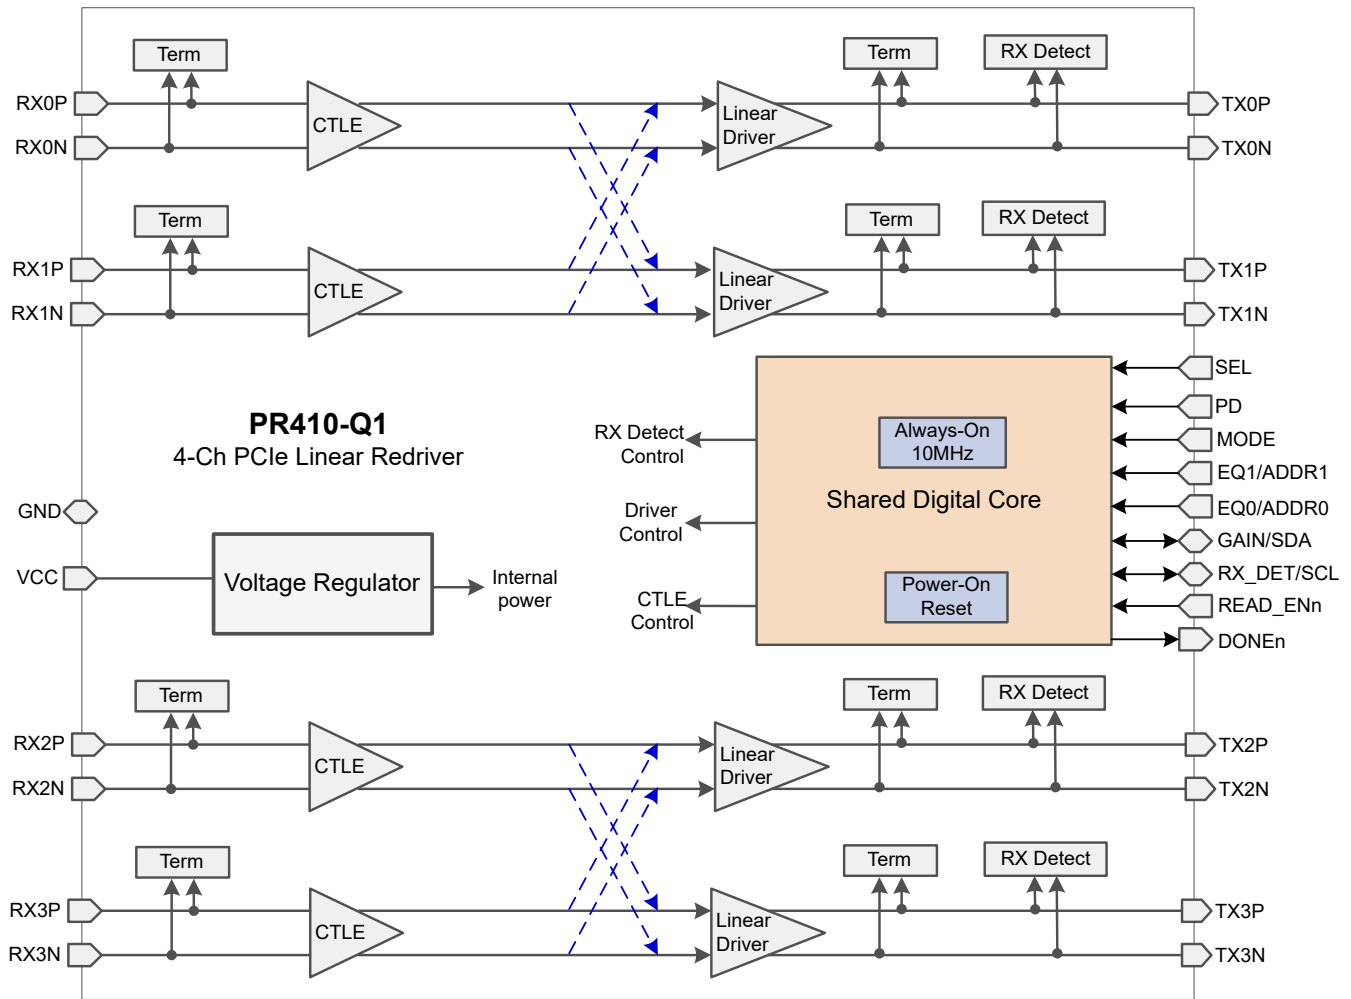 Term
Term
RX Detect
RX0P
CTLE
Linear
Driver
TX0P
RX0N
TX0N
Term
Term
RX Detect
RX1P
CTLE
Linear
Driver
TX1P
RX1N
TX1N
PR410-Q1
4-Ch PCIe Linear Redriver
GND
VCC
Voltage Regulator
Internal
power
RX Detect
Control
Driver
Control
CTLE
Control
Always-On
10MHz
Shared Digital Core
Power-On
Reset
SEL
PD
MODE
EQ1/ADDR1
EQ0/ADDR0
GAIN/SDA
RX_DET/SCL
READ_ENn
DONEn
Term
Term
RX Detect
RX2P
CTLE
Linear
Driver
TX2P
RX2N
TX2N
Term
Term
RX Detect
RX3P
CTLE
Linear
Driver
TX3P
RX3N
TX3N